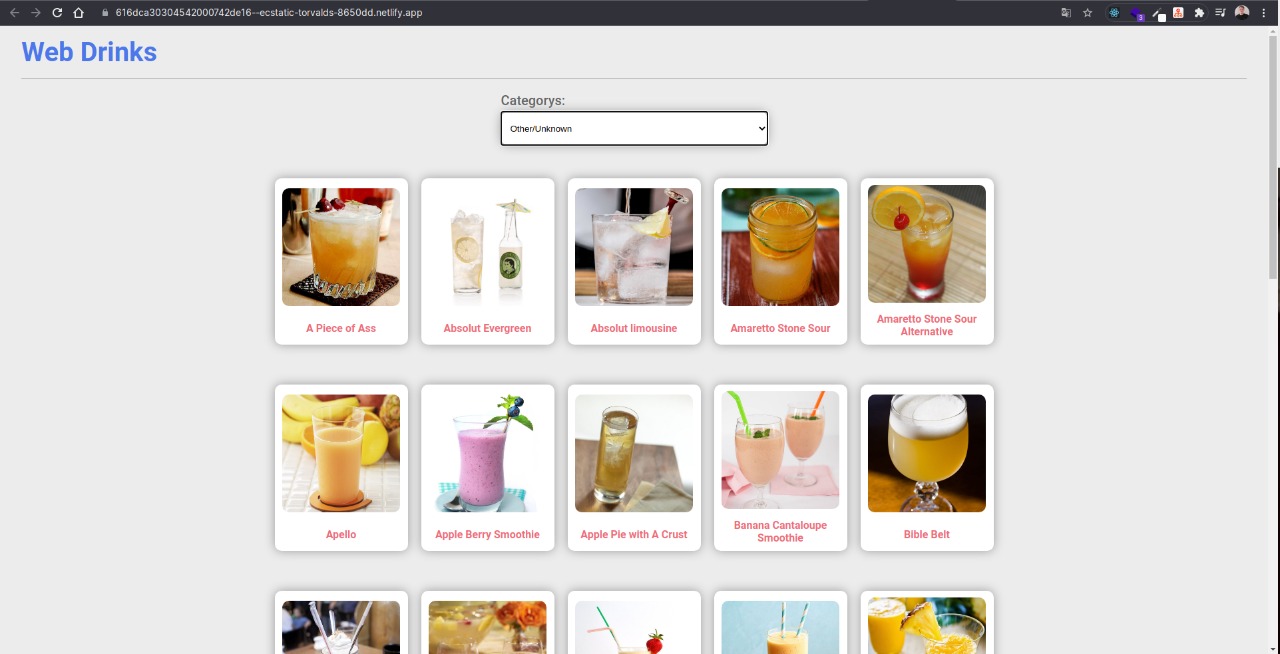 616dca30304542000742de16--ecstatic-torvalds-8650dd.netlify.app
3
Web Drinks
Categorys:
Other/Unknown
A Piece of Ass
Absolut Evergreen
Absolut limousine
Amaretto Stone Sour
Amaretto Stone Sour
Alternative
Apello
Apple Berry Smoothie
Apple Pie with A Crust
Banana Cantaloupe
Smoothie
Bible Belt